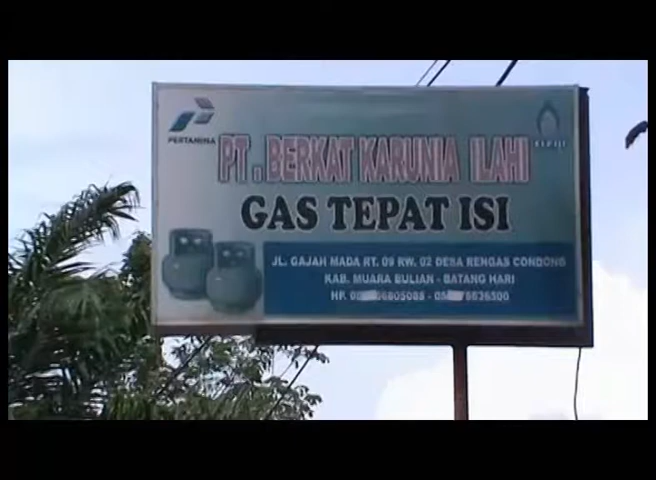 PERTAMINA
PT. BERKAT KARUNIA ILAHI
GAS TEPAT ISI
JL. GAJAH MADA RT. 09 RW. 02 DESA RENGAS CONDONG
KAB. MUARA BULIAN - BATANG HARI